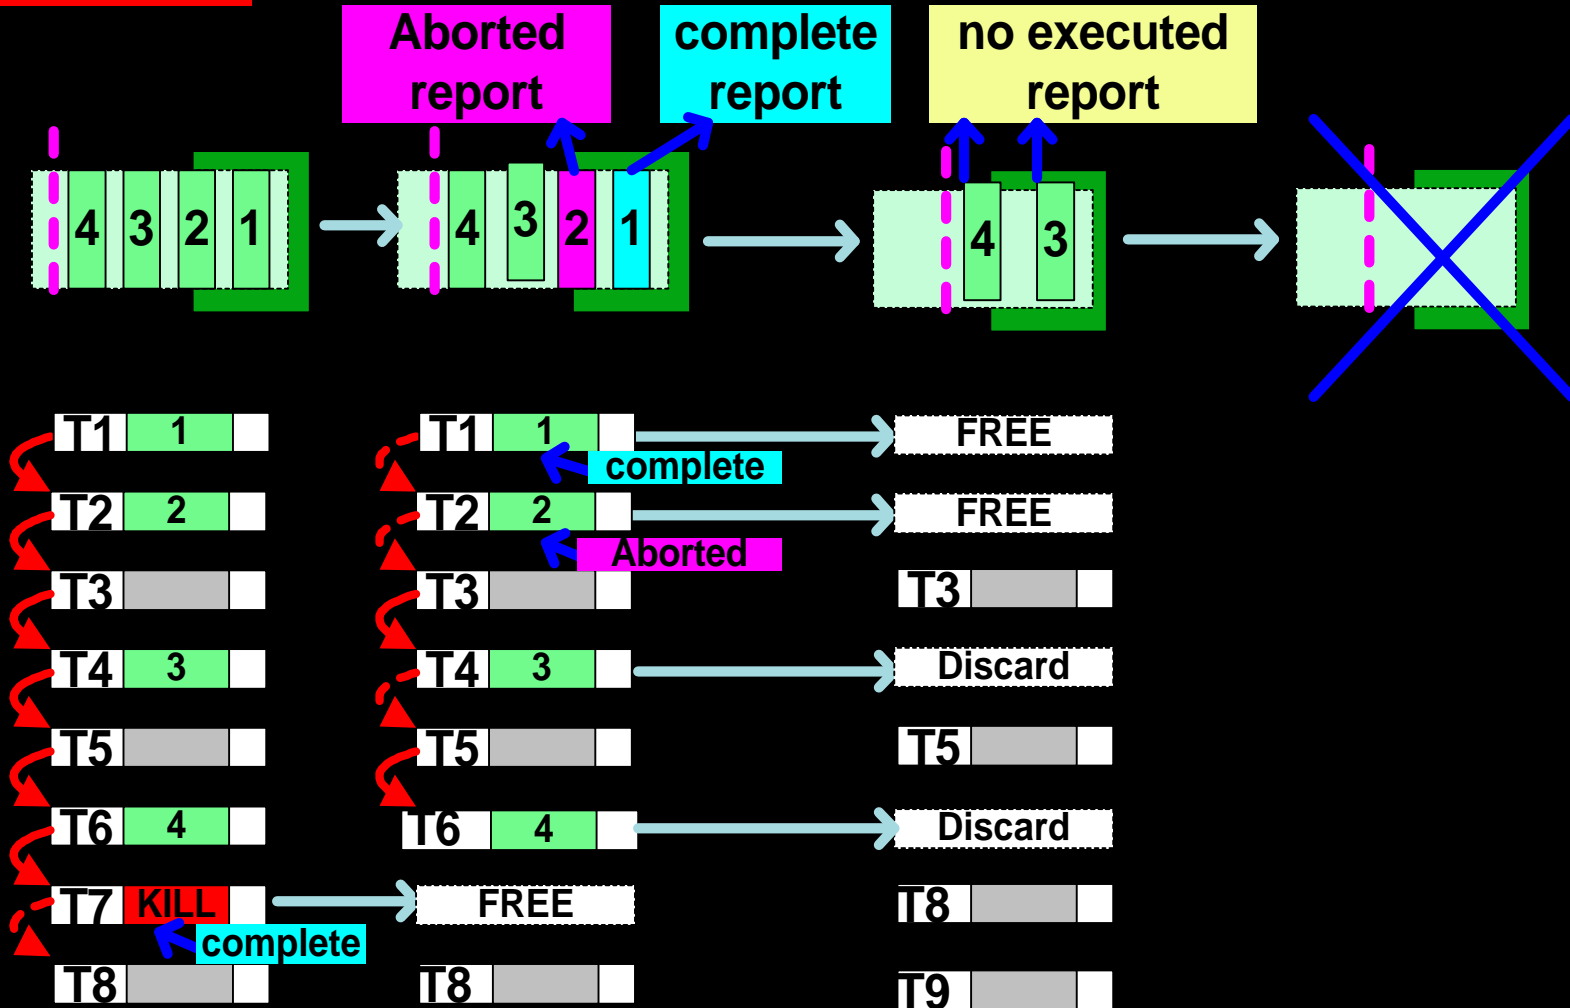 Aborted
report
complete
report
no executed
report
4 3 2 1
4 3 2 1
4 3
T1 1
T2 2
T3
T4 3
T5
T6 4
T7 KILL
complete
T8
T1 1
complete
T2 2
Aborted
T3
T4 3
T5
T6 4
FREE
T8
FREE
FREE
T3
Discard
T5
Discard
T8
T9